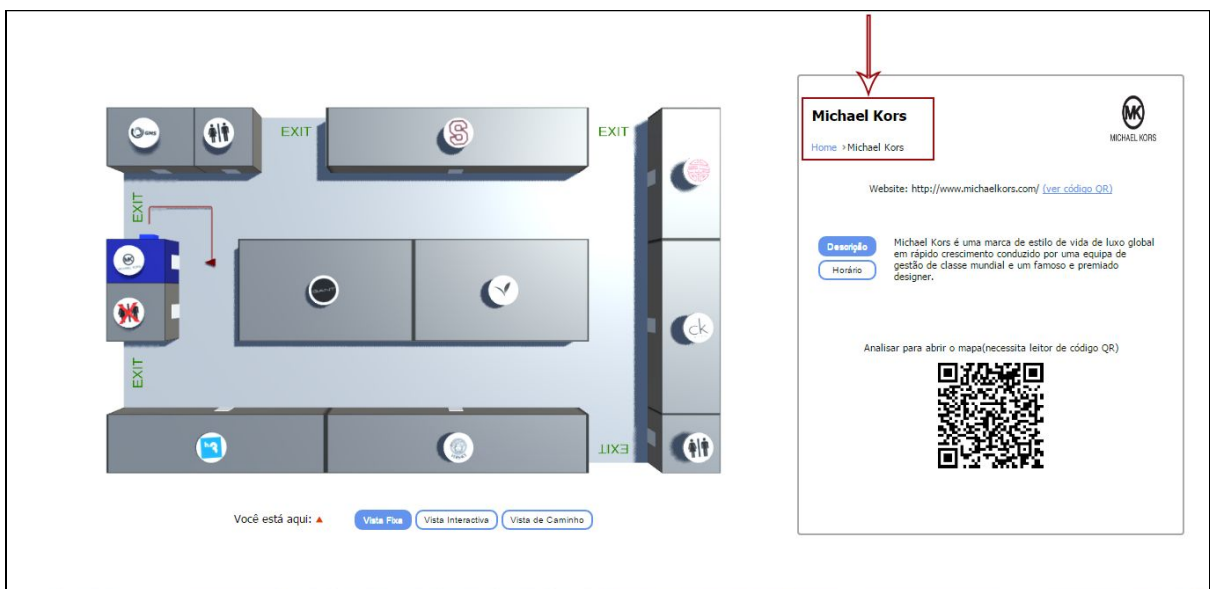 EXIT
EXIT
EXIT
EXIT
EXIT
S
ck
Você está aqui:
Vista Fixa
Vista Interactiva
Vista de Caminho
Michael Kors
Home >Michael Kors
MK
MICHAEL KORS
Website: http://www.michaelkors.com/ (ver código QR)
Descrição
Horário
Michael Kors é uma marca de estilo de vida de luxo global
em rápido crescimento conduzido por uma equipa de
gestão de classe mundial e um famoso e premiado
designer.
Analisar para abrir o mapa(necessita leitor de código QR)